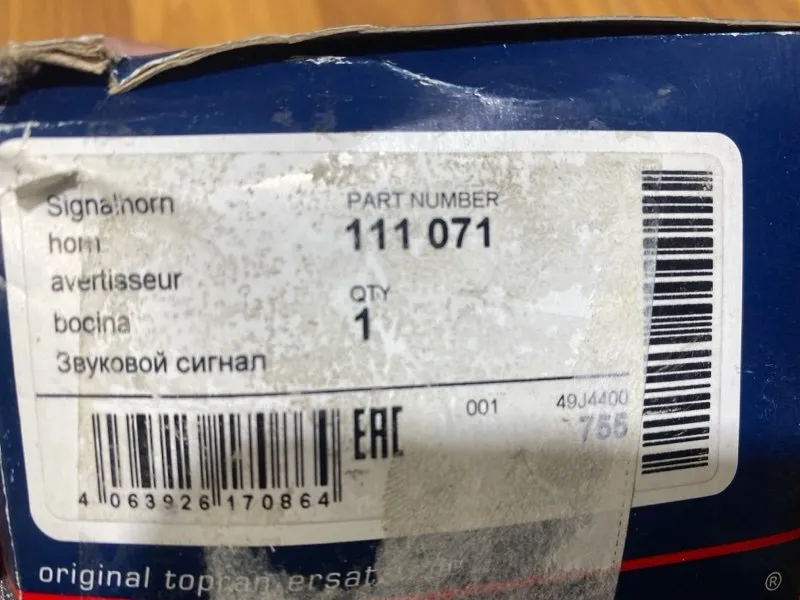 Signalhorn
horn
avertisseur
bocina
Звуковой сигнал
PART NUMBER
111 071
QTY
1
4 063926 170864
EAC
001
49J4400
755
original topran ersat
®